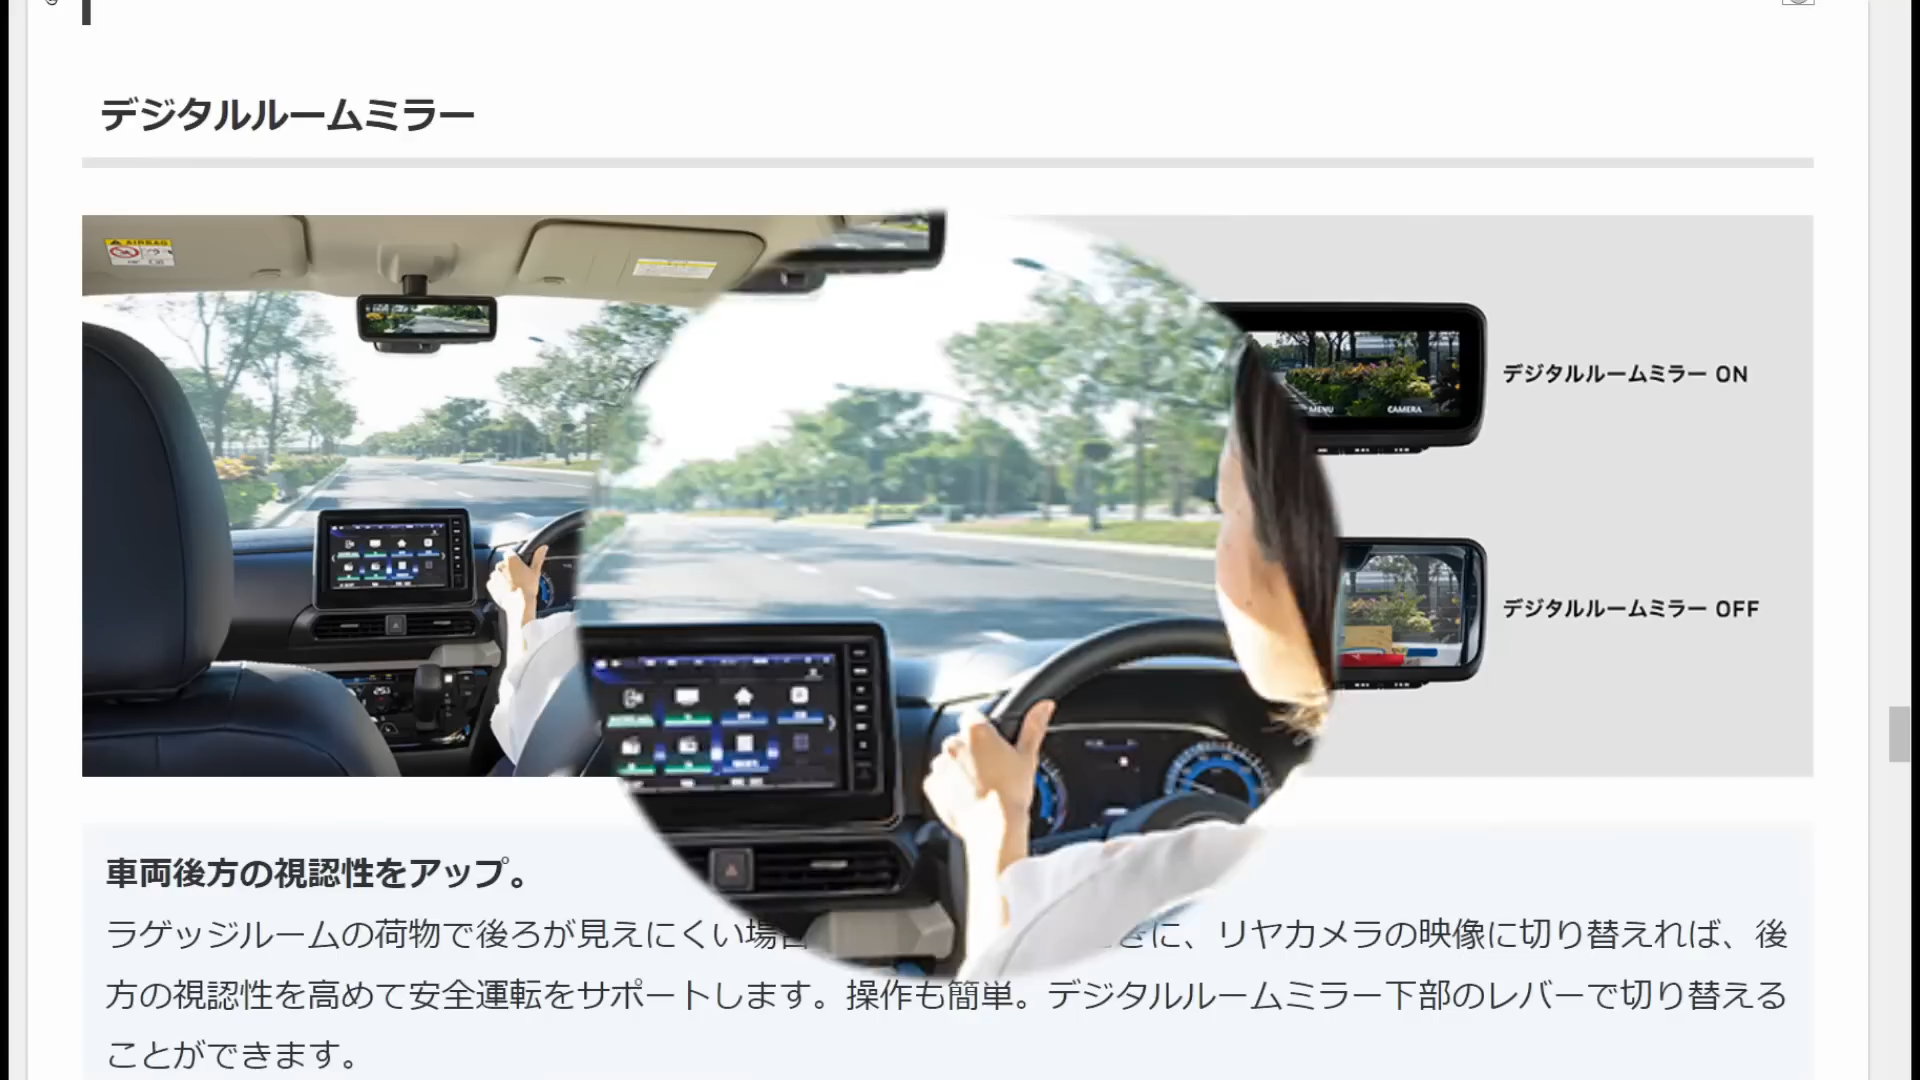 デジタルルームミラー
AIRBAG
デジタルルームミラー ON
MENU
CAMERA
デジタルルームミラー OFF
車両後方の視認性をアップ。
ラゲッジルームの荷物で後ろが見えにくい場合 きに、リヤカメラの映像に切り替えれば、後
方の視認性を高めて安全運転をサポートします。操作も簡単。デジタルルームミラー下部のレバーで切り替える
ことができます。